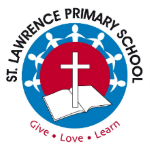 ST. LAWRENCE PRIMARY SCHOOL
Give • Love • Learn